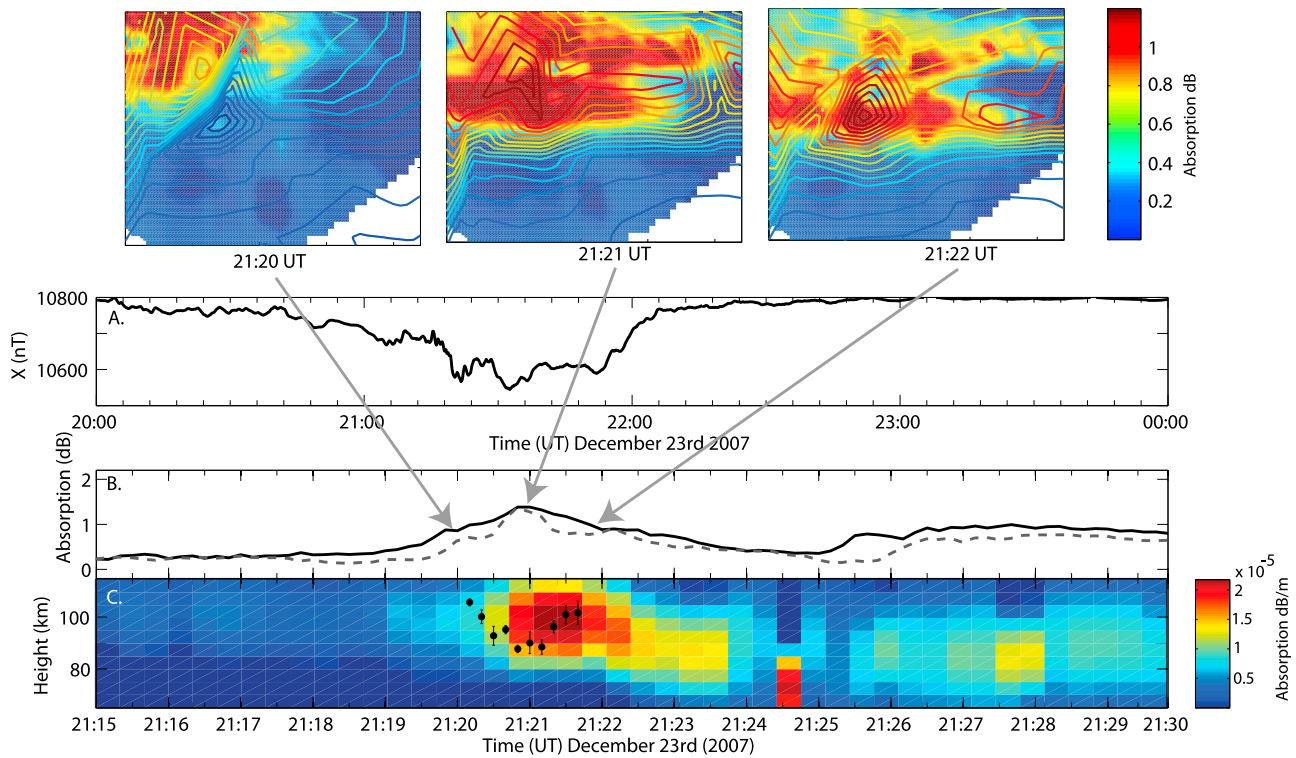 1
0.8
0.6
0.4
0.2
Absorption dB
21:20 UT
21:21 UT
21:22 UT
10800
10600
X (nT)
A.
20:00 21:00 22:00 23:00 00:00
Time (UT) December 23rd 2007
2
1
0
Absorption (dB)
B.
C.
100
80
Height (km)
x 10-5
2
1.5
1
0.5
Absorption dB/m
21:15 21:16 21:17 21:18 21:19 21:20 21:21 21:22 21:23 21:24 21:25 21:26 21:27 21:28 21:29 21:30
Time (UT) December 23rd (2007)